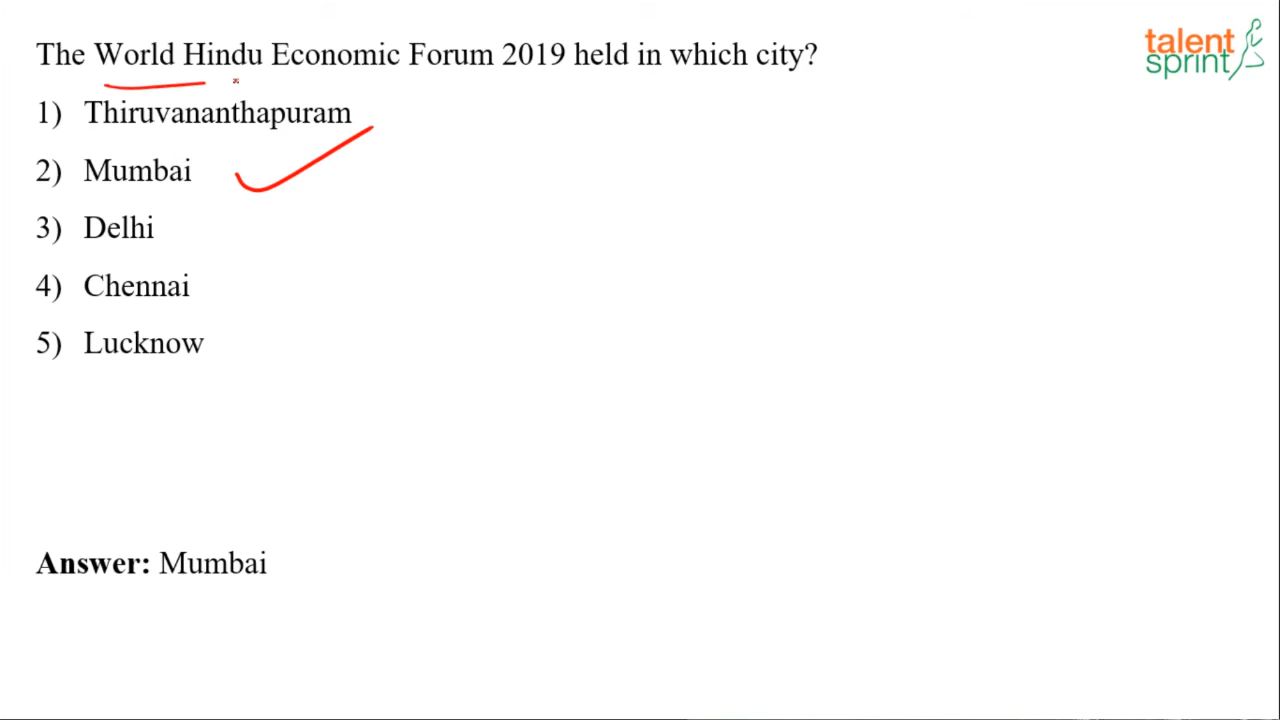 The World Hindu Economic Forum 2019 held in which city?
talent
sprint
1) Thiruvananthapuram
2) Mumbai
3) Delhi
4) Chennai
5) Lucknow
Answer: Mumbai